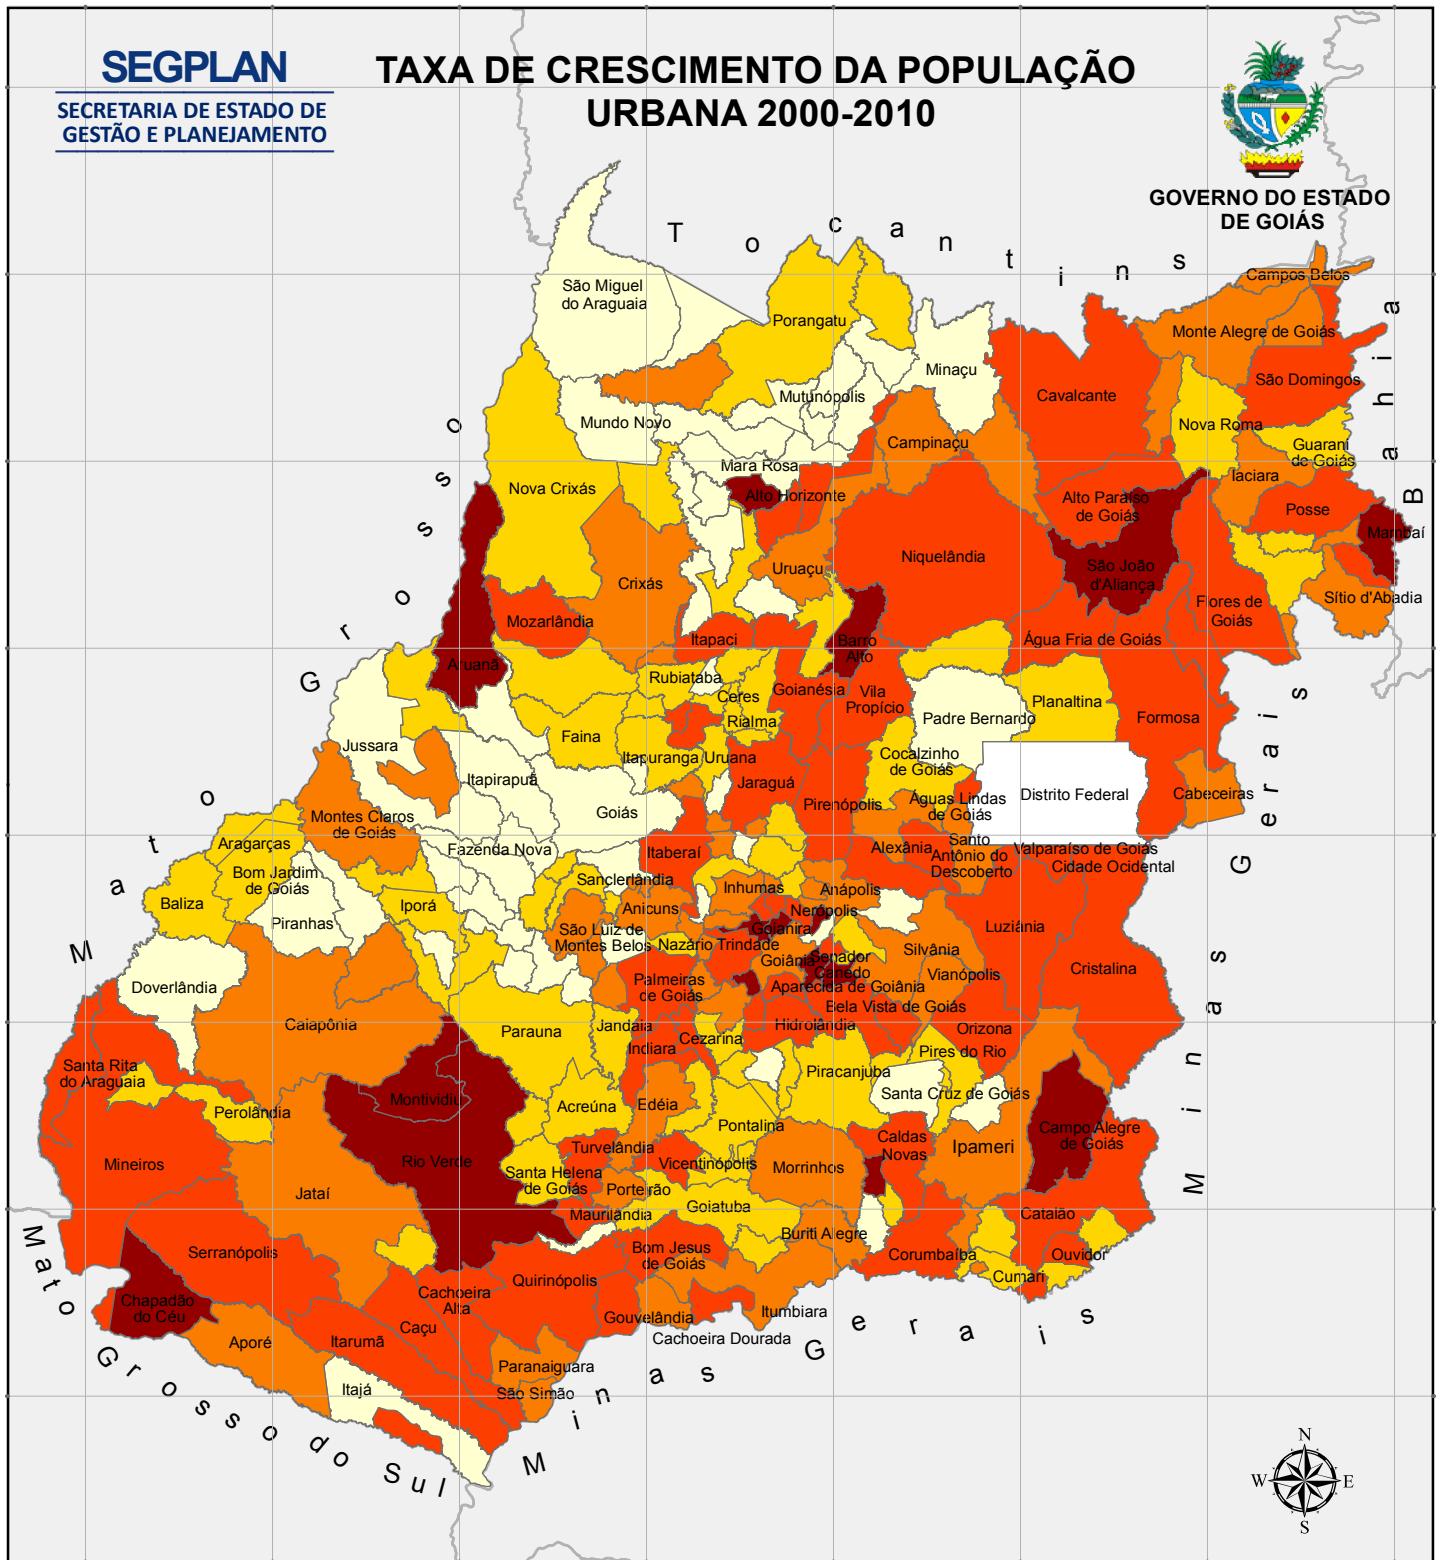 SEGPLAN
SECRETARIA DE ESTADO DE
GESTÃO E PLANEJAMENTO
TAXA DE CRESCIMENTO DA POPULAÇÃO
URBANA 2000-2010
GOVERNO DO ESTADO
DE GOIÁS
Tocantins
Bahia
Mato Grosso
Minas Gerais
Mato Grosso do Sul
Minas Gerais
Campos Belos
São Miguel
do Araguaia
Porangatu
Monte Alegre de Goiás
Minaçu
São Domingos
Cavalcante
Mutunópolis
Mundo Novo
Nova Roma
Guarani
de Goiás
Campinaçu
Mara Rosa
Iaciara
Nova Crixás
Alto Horizonte
Alto Paraíso
de Goiás
Posse
Mambaí
Niquelândia
São João
d'Aliança
Uruaçu
Crixás
Flores de
Goiás
Sítio d'Abadia
Mozarlândia
Itapaci
Barro
Alto
Água Fria de Goiás
Aruanã
Rubiataba
Ceres
Goianésia
Vila
Propício
Planaltina
Padre Bernardo
Formosa
Rialma
Faina
Jussara
Itapuranga
Uruana
Cocalzinho
de Goiás
Itapirapuã
Jaraguá
Distrito Federal
Cabeceiras
Goiás
Pirenópolis
Águas Lindas
de Goiás
Montes Claros
de Goiás
Aragarças
Fazenda Nova
Itaberaí
Alexânia
Santo
Antônio do
Descoberto
Valparaíso de Goiás
Cidade Ocidental
Bom Jardim
de Goiás
Sanclerlândia
Inhumas
Anápolis
Baliza
Iporá
Anicuns
Nerópolis
Piranhas
São Luiz de
Montes Belos
Goianira
Luziânia
Nazário
Trindade
Silvânia
Goiânia
Senador
Canedo
Vianópolis
Cristalina
Doverlândia
Palmeiras
de Goiás
Aparecida de Goiânia
Bela Vista de Goiás
Caiapônia
Parauna
Jandaia
Hidrolândia
Orizona
Indiara
Cezarina
Pires do Rio
Santa Rita
do Araguaia
Piracanjuba
Santa Cruz de Goiás
Perolândia
Montividiu
Acreúna
Edéia
Pontalina
Campo Alegre
de Goiás
Caldas
Novas
Ipameri
Turvelândia
Mineiros
Rio Verde
Santa Helena
de Goiás
Vicentinópolis
Morrinhos
Jataí
Porteirão
Maurilândia
Goiatuba
Catalão
Buriti Alegre
Serranópolis
Bom Jesus
de Goiás
Corumbaíba
Ouvidor
Quirinópolis
Cumari
Cachoeira
Alta
Chapadão
do Céu
Gouvelândia
Itumbiara
Caçu
Cachoeira Dourada
Aporé
Itarumã
Paranaiguara
Itajá
São Simão
N
W
E
S